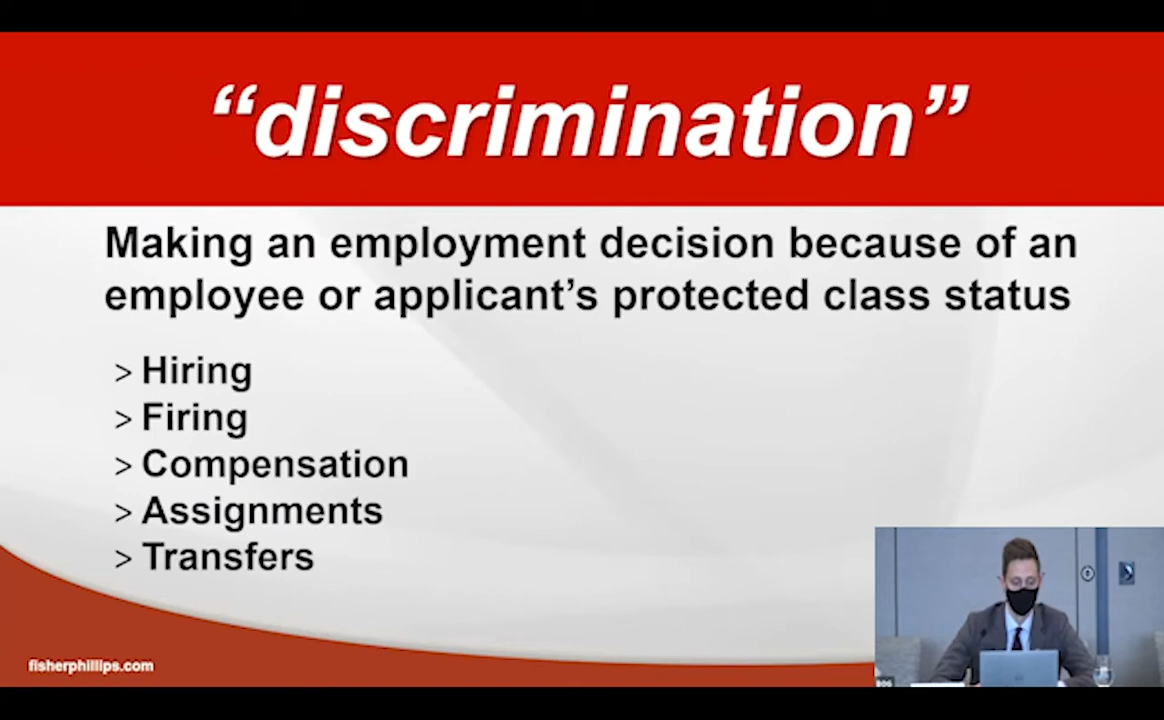 “discrimination”
Making an employment decision because of an
employee or applicant’s protected class status
> Hiring
> Firing
> Compensation
> Assignments
> Transfers
fisherphillips.com